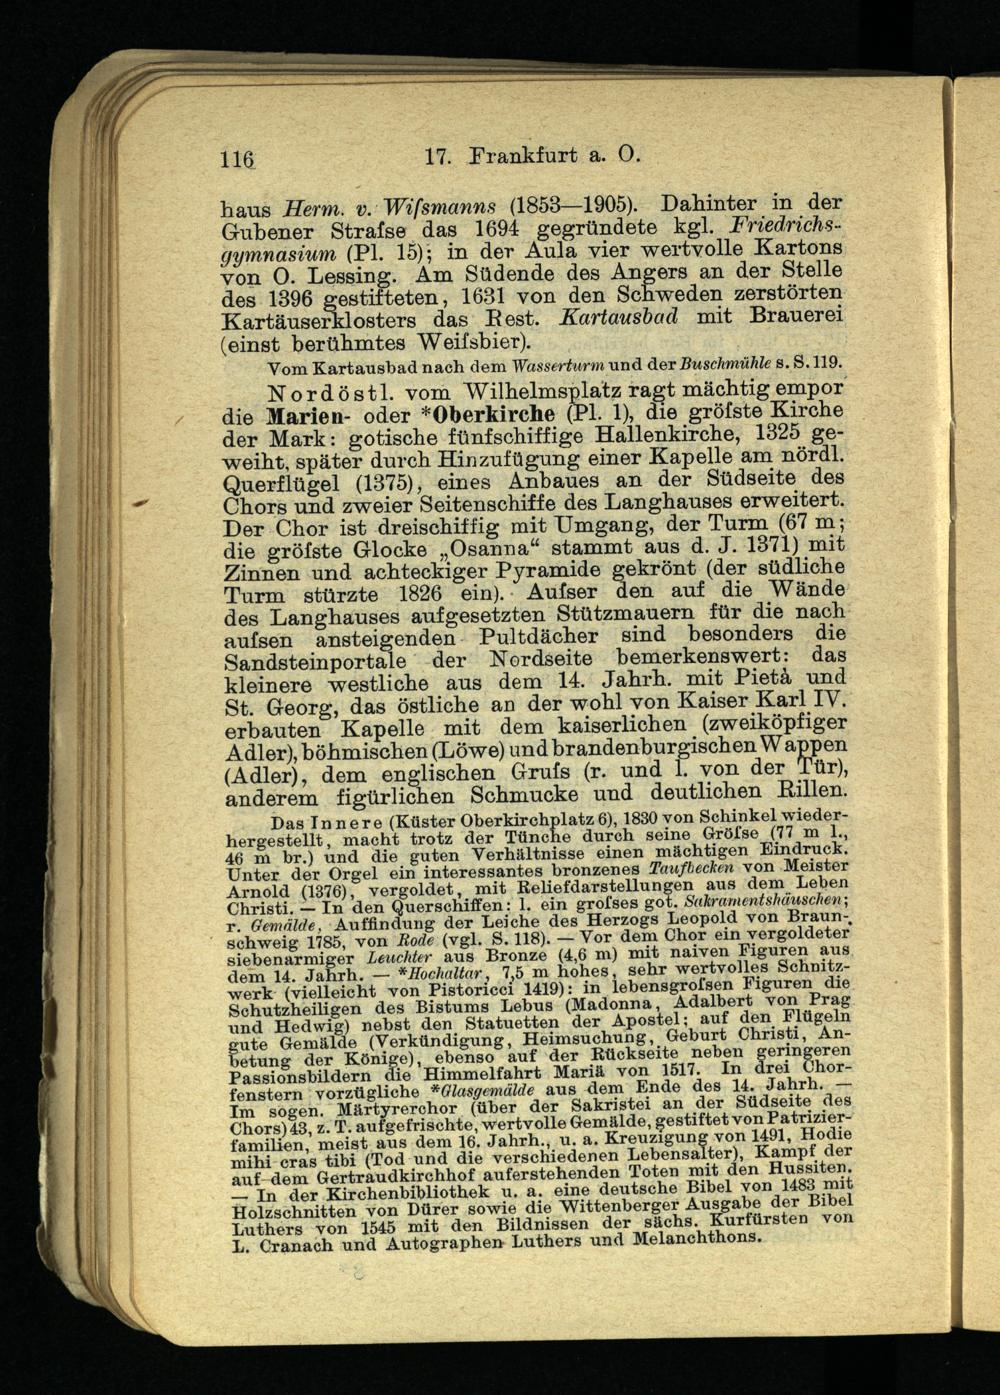 116 17. Frankfurt a. O.
haus Herm. v. Wiſsmanns (1853—1905). Dahinter in der
Gubener Straſse das 1694 gegründete kgl. Friedrichs-
gymnasium (Pl. 15); in der Aula vier wertvolle Kartons
von O. Lessing. Am Südende des Angers an der Stelle
des 1396 gestifteten, 1631 von den Schweden zerstörten
Kartäuserklosters das Rest. Kartausbad mit Brauerei
(einst berühmtes Weiſsbier).
Vom Kartausbad nach dem Wasserturm und der Buschmühle s. S. 119.
Nordöstl. vom Wilhelmsplatz ragt mächtig empor
die Marien- oder *Oberkirche (Pl. 1), die gröſste Kirche
der Mark: gotische fünfschiffige Hallenkirche, 1325 ge-
weiht, später durch Hinzufügung einer Kapelle am nördl.
Querflügel (1375), eines Anbaues an der Südseite des
Chors und zweier Seitenschiffe des Langhauses erweitert.
Der Chor ist dreischiffig mit Umgang, der Turm (67 m;
die gröſste Glocke „Osanna“ stammt aus d. J. 1371) mit
Zinnen und achteckiger Pyramide gekrönt (der südliche
Turm stürzte 1826 ein). Auſser den auf die Wände
des Langhauses aufgesetzten Stützmauern für die nach
auſsen ansteigenden Pultdächer sind besonders die
Sandsteinportale der Nordseite bemerkenswert: das
kleinere westliche aus dem 14. Jahrh. mit Pietà und
St. Georg, das östliche an der wohl von Kaiser Karl IV.
erbauten Kapelle mit dem kaiserlichen (zweiköpfiger
Adler), böhmischen (Löwe) und brandenburgischen Wappen
(Adler), dem englischen Gruſs (r. und l. von der Tür),
anderem figürlichen Schmucke und deutlichen Rillen.
Das Innere (Küster Oberkirchplatz 6), 1830 von Schinkel wieder-
hergestellt, macht trotz der Tünche durch seine Gröſse (77 m l.,
46 m br.) und die guten Verhältnisse einen mächtigen Eindruck.
Unter der Orgel ein interessantes bronzenes Taufbecken von Meister
Arnold (1376), vergoldet, mit Reliefdarstellungen aus dem Leben
Christi. — In den Querschiffen: l. ein groſses got. Sakramentshäuschen;
r. Gemälde, Auffindung der Leiche des Herzogs Leopold von Braun-
schweig 1785, von Rode (vgl. S. 118). — Vor dem Chor ein vergoldeter
siebenarmiger Leuchter aus Bronze (4,6 m) mit naiven Figuren aus
dem 14. Jahrh. — *Hochaltar, 7,5 m hohes, sehr wertvolles Schnitz-
werk (vielleicht von Pistoricci 1419): in lebensgroſsen Figuren die
Schutzheiligen des Bistums Lebus (Madonna, Adalbert von Prag
und Hedwig) nebst den Statuetten der Apostel; auf den Flügeln
gute Gemälde (Verkündigung, Heimsuchung, Geburt Christi, An-
betung der Könige), ebenso auf der Rückseite neben geringeren
Passionsbildern die Himmelfahrt Mariä von 1517. In drei Chor-
fenstern vorzügliche *Glasgemälde aus dem Ende des 14. Jahrh. —
Im sogen. Märtyrerchor (über der Sakristei an der Südseite des
Chors) 43, z. T. aufgefrischte, wertvolle Gemälde, gestiftet von Patrizier-
familien, meist aus dem 16. Jahrh., u. a. Kreuzigung von 1491, Hodie
mihi cras tibi (Tod und die verschiedenen Lebensalter), Kampf der
auf dem Gertraudkirchhof auferstehenden Toten mit den Hussiten.
— In der Kirchenbibliothek u. a. eine deutsche Bibel von 1483 mit
Holzschnitten von Dürer sowie die Wittenberger Ausgabe der Bibel
Luthers von 1545 mit den Bildnissen der sächs. Kurfürsten von
L. Cranach und Autographen Luthers und Melanchthons.